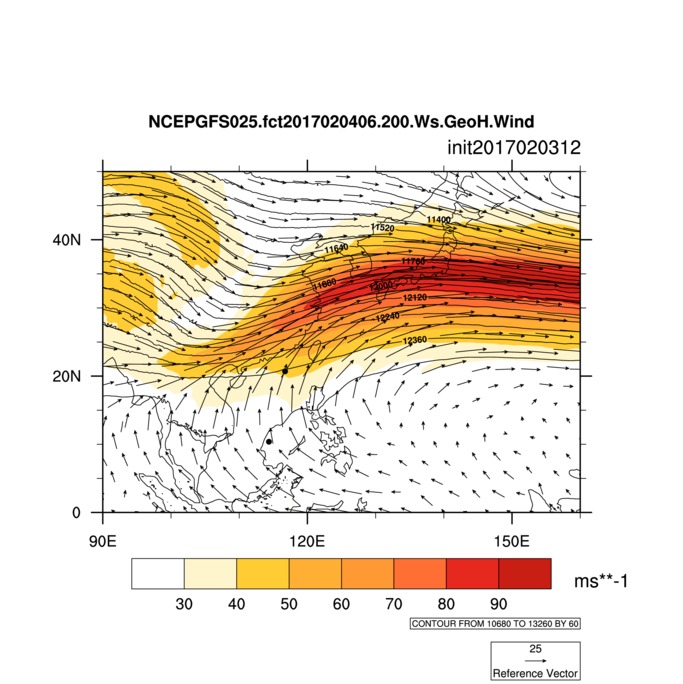 NCEPGFS025.fct2017020406.200.Ws.GeoH.Wind
init2017020312
11400
11520
40N
11640
11760
11880
12000
12120
12240
12360
20N
0
90E
120E
150E
ms**-1
30 40 50 60 70 80 90
CONTOUR FROM 10680 TO 13260 BY 60
25
Reference Vector